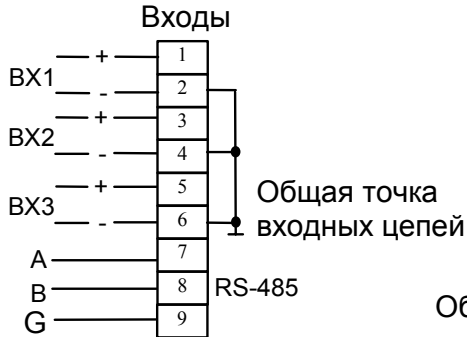 Входы
+ 1
ВХ1
- 2
+ 3
ВХ2
- 4
+ 5
ВХ3
- 6
Общая точка
входных цепей
A 7
B 8 RS-485
G 9
Об